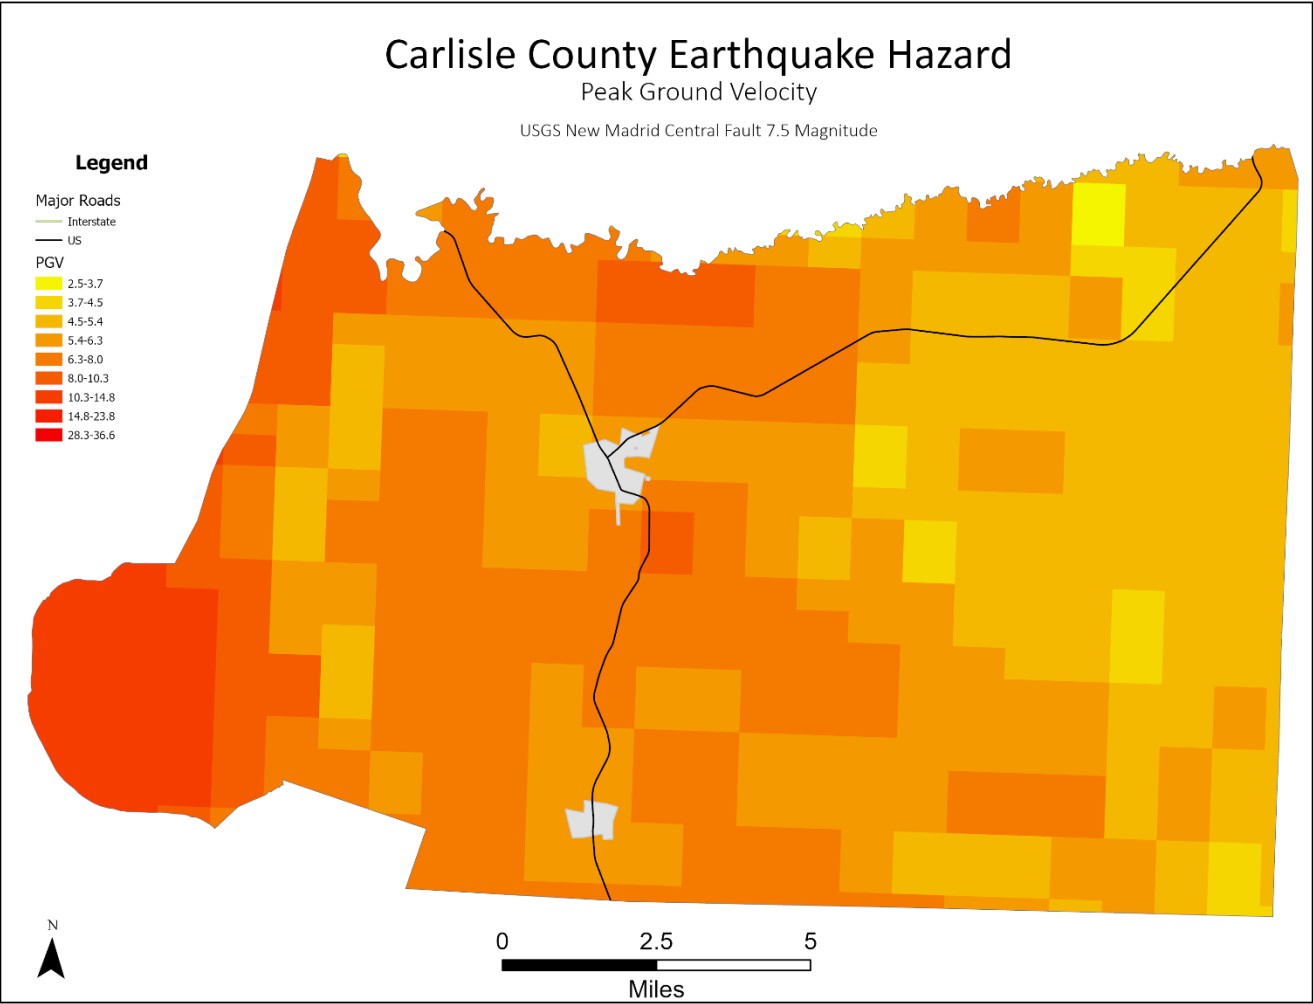 Carlisle County Earthquake Hazard
Peak Ground Velocity
USGS New Madrid Central Fault 7.5 Magnitude
Legend
Major Roads
Interstate
US
PGV
2.5-3.7
3.7-4.5
4.5-5.4
5.4-6.3
6.3-8.0
8.0-10.3
10.3-14.8
14.8-23.8
28.3-36.6
N
0 2.5 5
Miles